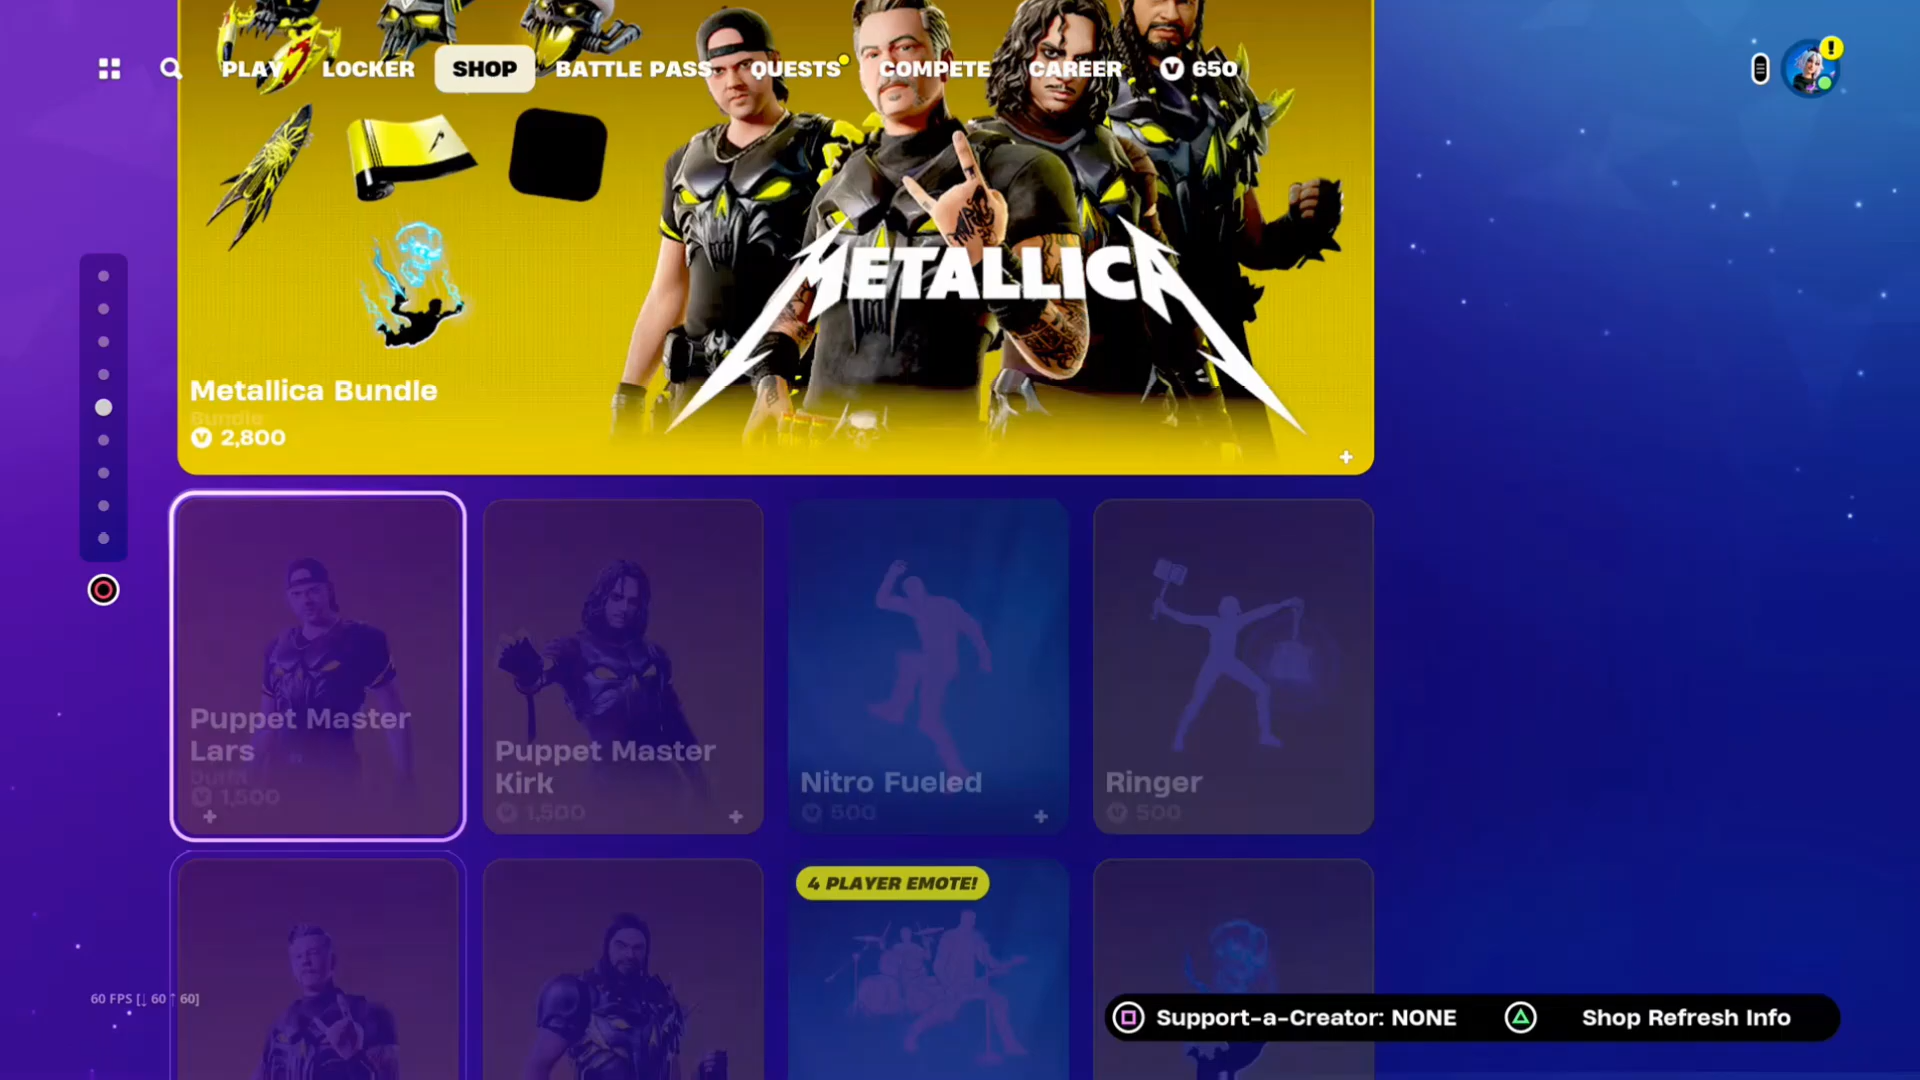 PLAY
LOCKER
SHOP
BATTLE PASS
QUESTS
COMPETE
CAREER
650
METALLICA
Metallica Bundle
Bundle
2,800
Puppet Master
Lars
Outfit
1,500
Puppet Master
Kirk
1,500
Nitro Fueled
500
Ringer
500
4 PLAYER EMOTE!
60 FPS [↓ 60 ↑ 60]
Support-a-Creator: NONE
Shop Refresh Info